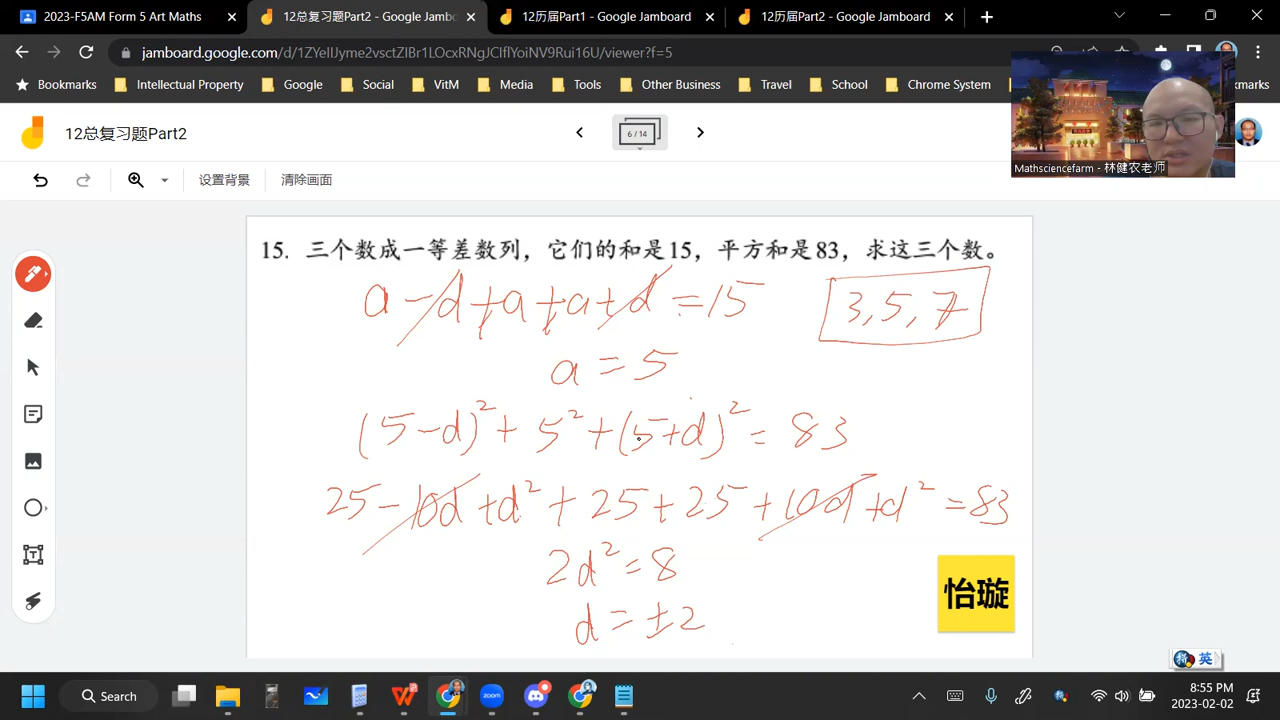 2023-F5AM Form 5 Art Maths
12总复习题Part2 - Google Jambo
12历届Part1 - Google Jamboard
12历届Part2 - Google Jamboard
jamboard.google.com/d/1ZYeIIJyme2vsctZlBr1LOcxRNgJCIflYoiNV9Rui16U/viewer?f=5
Bookmarks
Intellectual Property
Google
Social
VitM
Media
Tools
Other Business
Travel
School
Chrome System
12总复习题Part2
6 / 14
Mathsciencefarm - 林健农老师
设置背景
清除画面
15. 三个数成一等差数列，它们的和是15，平方和是83，求这三个数。
a-d+a+a+d=15
3, 5, 7
a=5
(5-d)²+5²+(5+d)²=83
25-10d+d²+25+25+10d+d²=83
2d²=8
d=±2
怡璇
英
Search
zoom
8:55 PM
2023-02-02